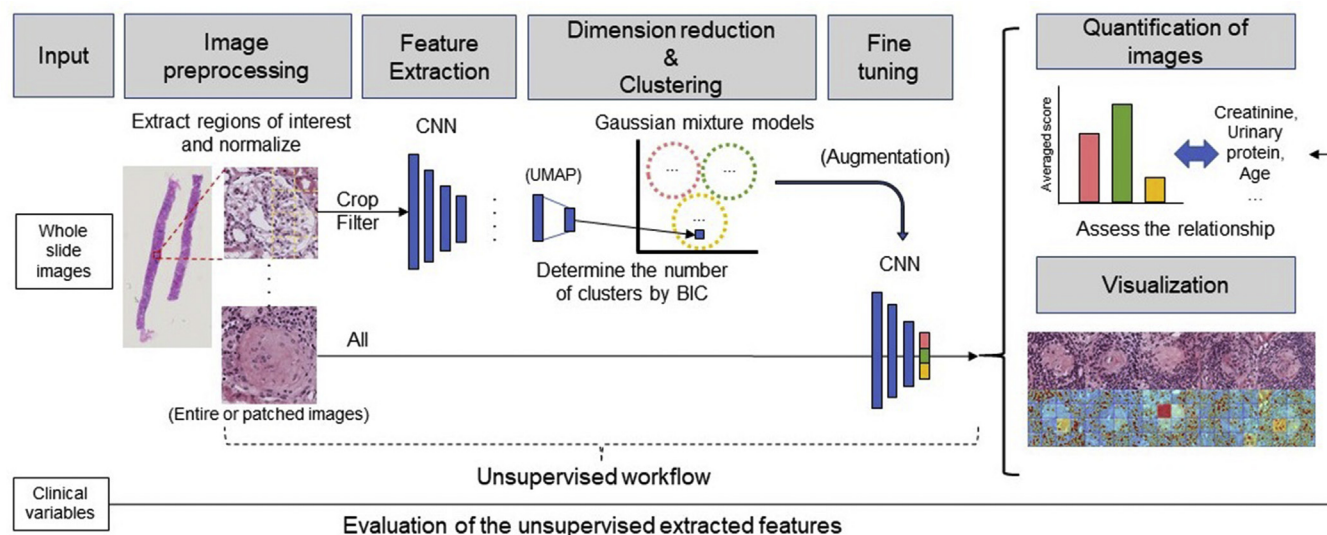 Input
Image
preprocessing
Feature
Extraction
Dimension reduction
&
Clustering
Fine
tuning
Quantification of
images
Extract regions of interest
and normalize
CNN
Gaussian mixture models
(Augmentation)
(UMAP)
...
...
...
Crop
Filter
Whole
slide
images
Determine the number
of clusters by BIC
CNN
Averaged score
Creatinine,
Urinary
protein,
Age
...
Assess the relationship
Visualization
All
(Entire or patched images)
Unsupervised workflow
Clinical
variables
Evaluation of the unsupervised extracted features